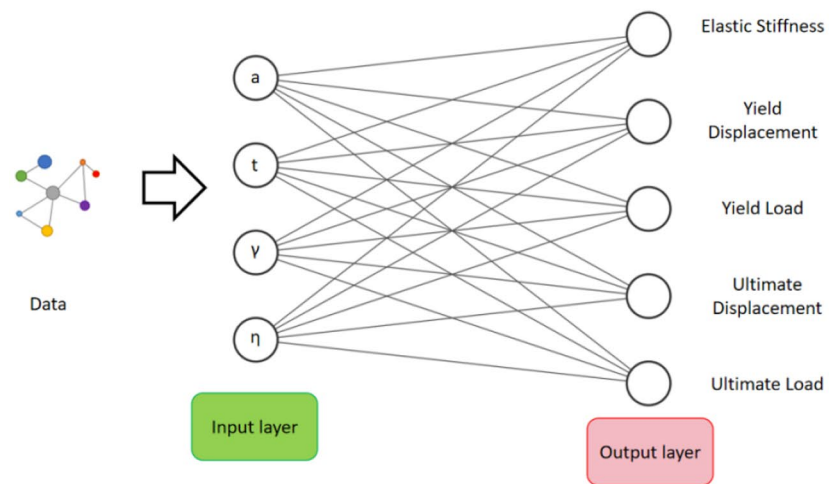 Elastic Stiffness
a
Yield
Displacement
t
Yield Load
γ
Ultimate
Displacement
Data
η
Ultimate Load
Input layer
Output layer